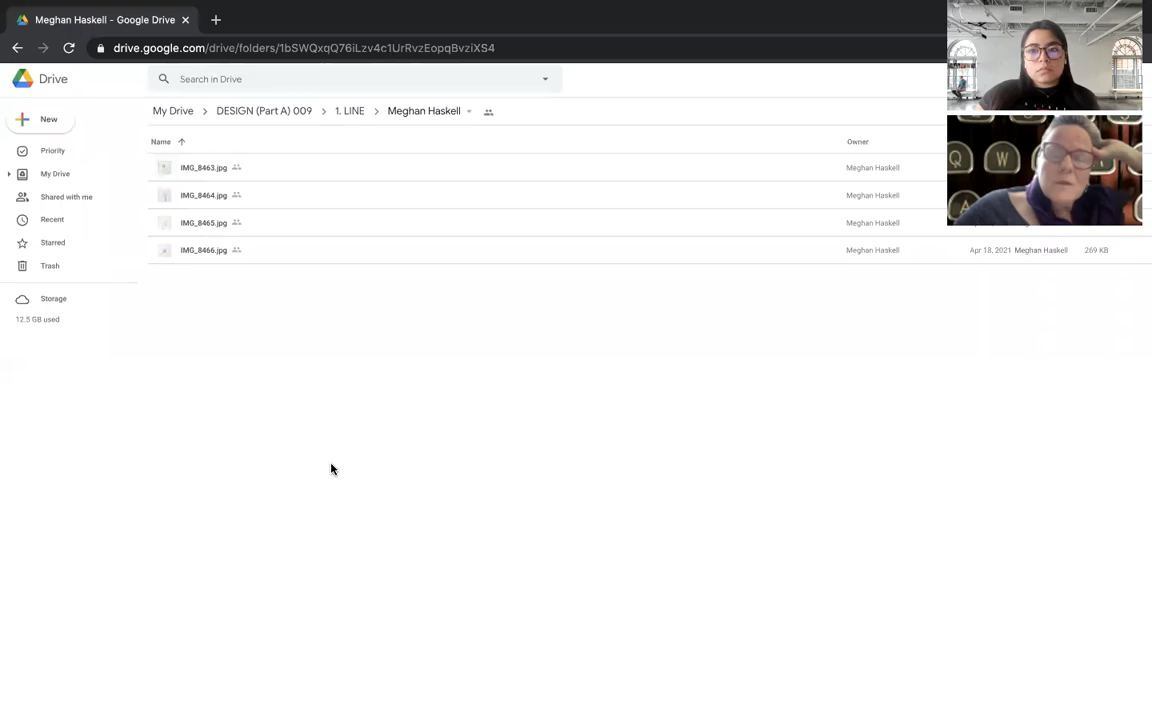 Meghan Haskell - Google Drive
drive.google.com/drive/folders/1bSWQxqQ76iLzv4c1UrRvzEopqBvziXS4
Drive
Search in Drive
New
My Drive > DESIGN (Part A) 009 > 1. LINE > Meghan Haskell
Name
Owner
Priority
IMG_8463.jpg
Meghan Haskell
My Drive
IMG_8464.jpg
Meghan Haskell
Shared with me
IMG_8465.jpg
Meghan Haskell
Recent
IMG_8466.jpg
Meghan Haskell
Apr 18, 2021 Meghan Haskell
269 KB
Starred
Trash
Storage
12.5 GB used
Q
W
A